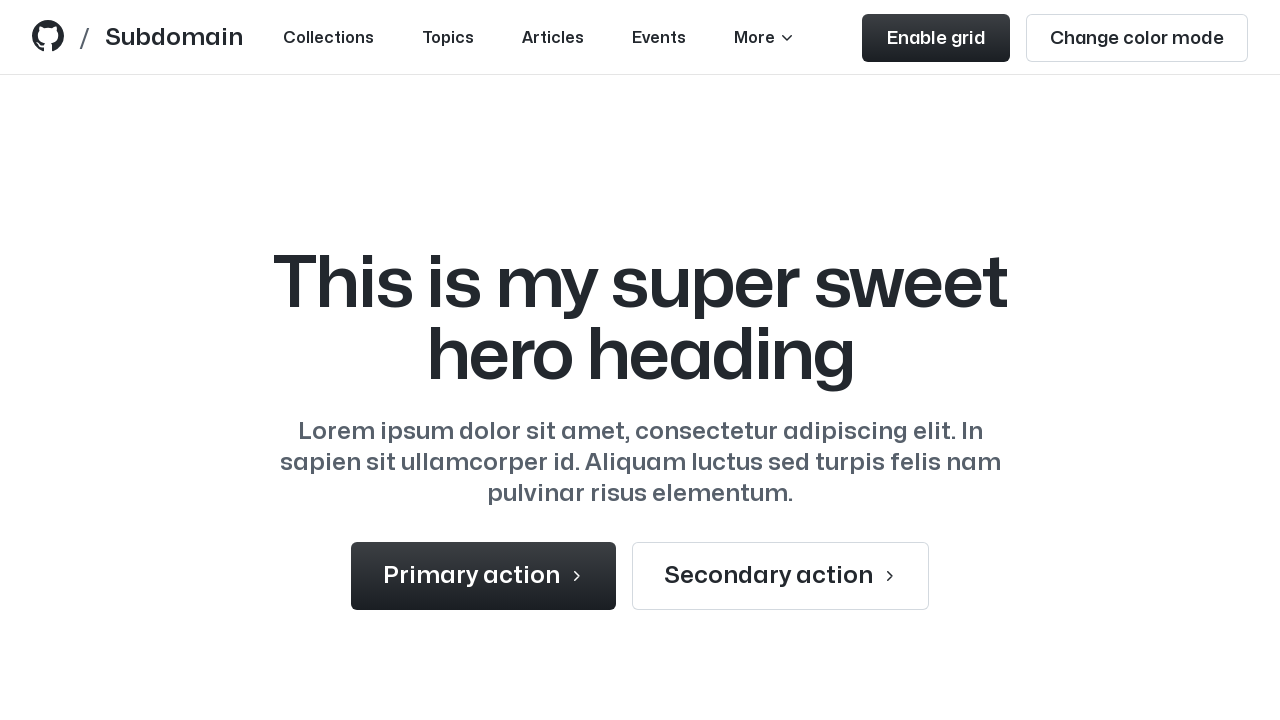 / Subdomain Collections Topics Articles Events More Enable grid Change color mode
This is my super sweet
hero heading
Lorem ipsum dolor sit amet, consectetur adipiscing elit. In
sapien sit ullamcorper id. Aliquam luctus sed turpis felis nam
pulvinar risus elementum.
Primary action Secondary action